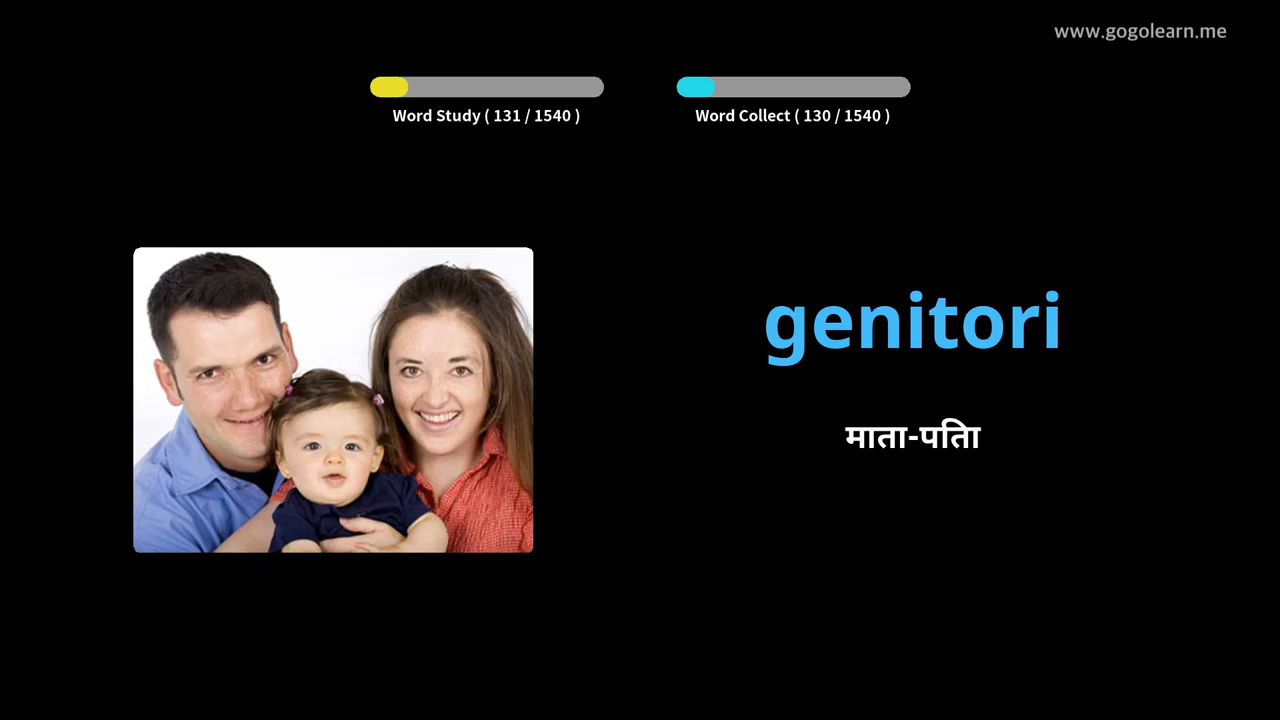 www.gogolearn.me
Word Study ( 131 / 1540 )
Word Collect ( 130 / 1540 )
genitori
माता-पिता